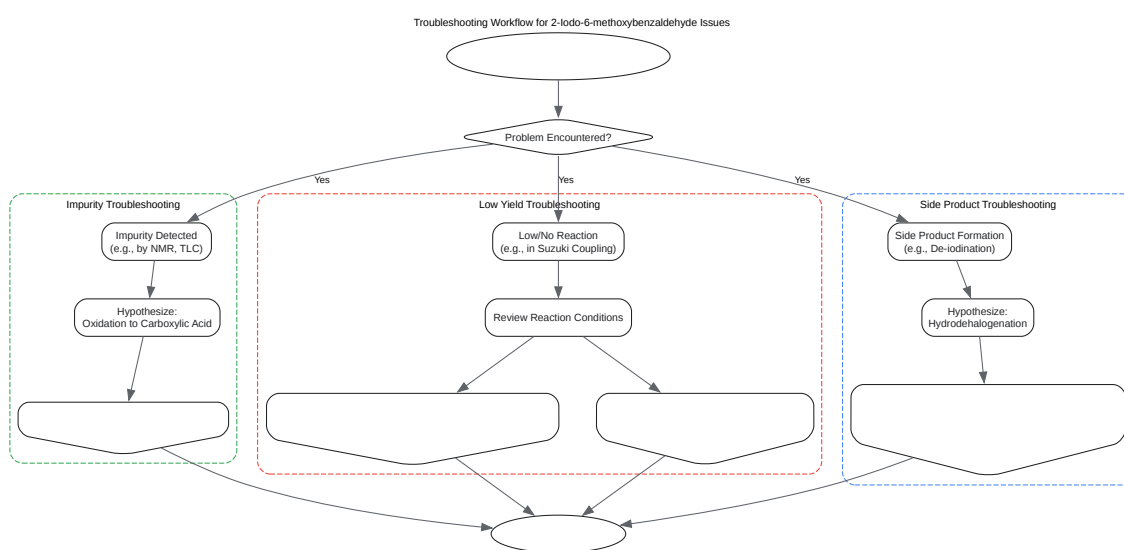 Troubleshooting Workflow for 2-Iodo-6-methoxybenzaldehyde Issues
Problem Encountered?
Yes
Yes
Yes
Impurity Troubleshooting
Impurity Detected
(e.g., by NMR, TLC)
Hypothesize:
Oxidation to Carboxylic Acid
Low Yield Troubleshooting
Low/No Reaction
(e.g., in Suzuki Coupling)
Review Reaction Conditions
Side Product Troubleshooting
Side Product Formation
(e.g., De-iodination)
Hypothesize:
Hydrodehalogenation